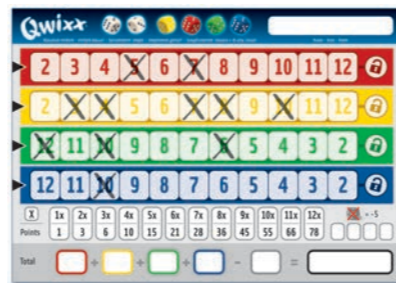 Qwixx
2 3 4 5 6 7 8 9 10 11 12
2 3 4 5 6 7 8 9 10 11 12
12 11 10 9 8 7 6 5 4 3 2
12 11 10 9 8 7 6 5 4 3 2
X 1x 2x 3x 4x 5x 6x 7x 8x 9x 10x 11x 12x X = -5
Points 1 3 6 10 15 21 28 36 45 55 66 78
Total + + + - =